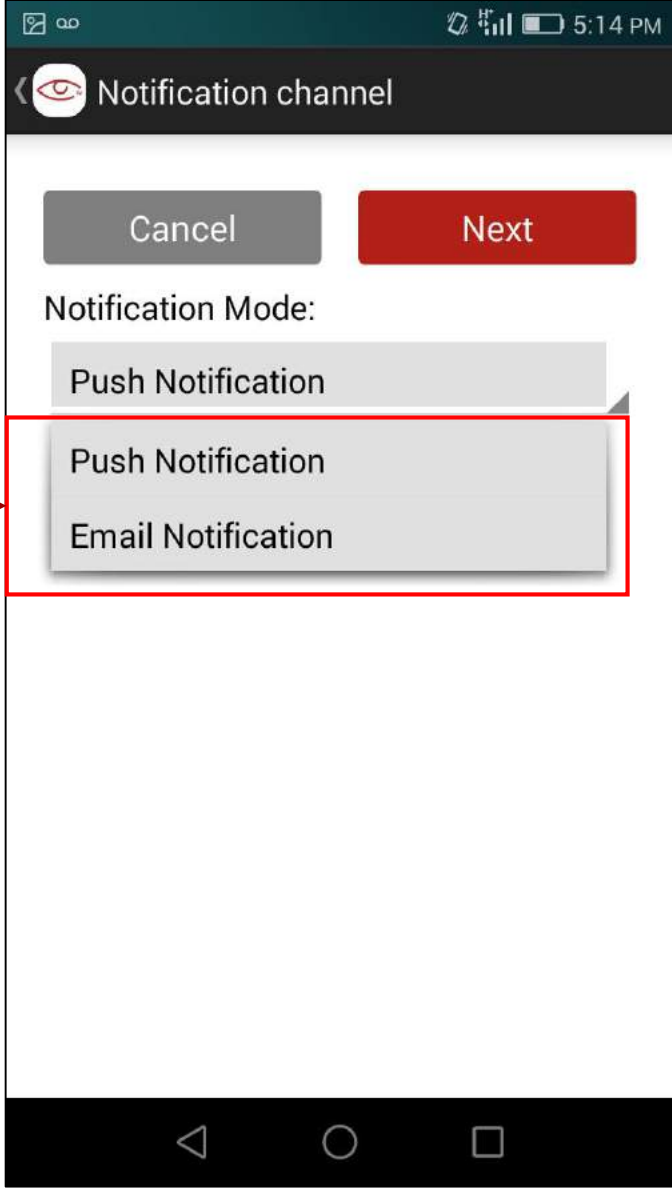 5:14 PM
Notification channel
Cancel Next
Notification Mode:
Push Notification
Push Notification
Email Notification